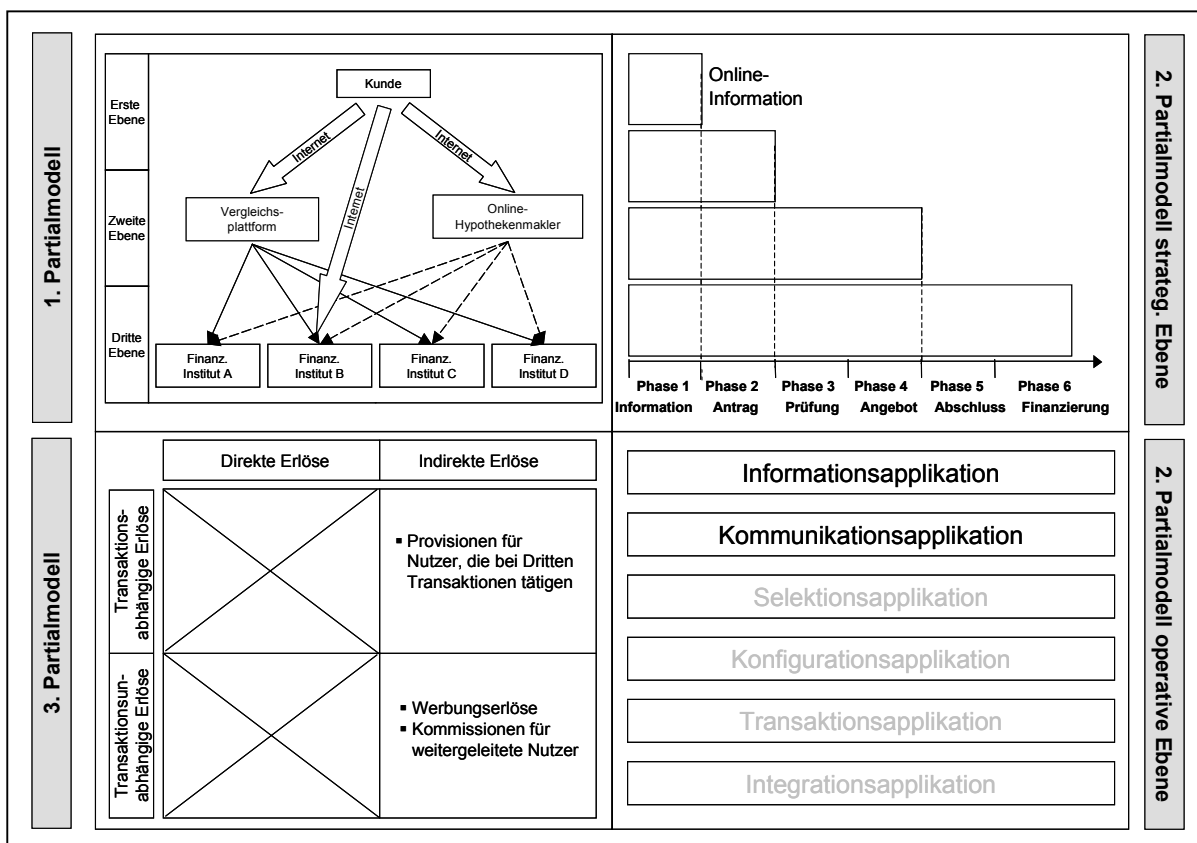 1. Partialmodell
Erste
Ebene
Zweite
Ebene
Dritte
Ebene
Kunde
Internet
Internet
Internet
Vergleichs-
plattform
Online-
Hypothekenmakler
Finanz.
Institut A
Finanz.
Institut B
Finanz.
Institut C
Finanz.
Institut D
Online-
Information
Phase 1
Phase 2
Phase 3
Phase 4
Phase 5
Phase 6
Information
Antrag
Prüfung
Angebot
Abschluss
Finanzierung
2. Partialmodell strateg. Ebene
3. Partialmodell
Direkte Erlöse
Indirekte Erlöse
Transaktions-
abhängige Erlöse
▪ Provisionen für
Nutzer, die bei Dritten
Transaktionen tätigen
Transaktionsun-
abhängige Erlöse
▪ Werbungserlöse
▪ Kommissionen für
weitergeleitete Nutzer
Informationsapplikation
Kommunikationsapplikation
Selektionsapplikation
Konfigurationsapplikation
Transaktionsapplikation
Integrationsapplikation
2. Partialmodell operative Ebene